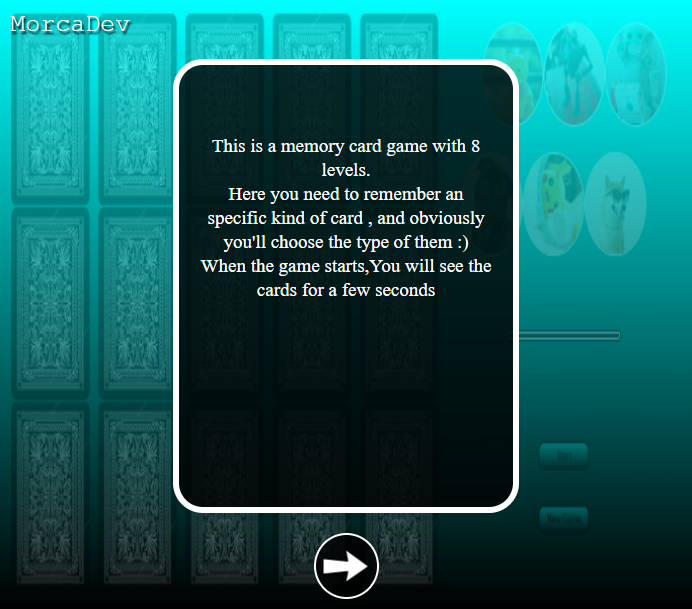 MorcaDev
This is a memory card game with 8
levels.
Here you need to remember an
specific kind of card , and obviously
you'll choose the type of them :)
When the game starts,You will see the
cards for a few seconds
New Game